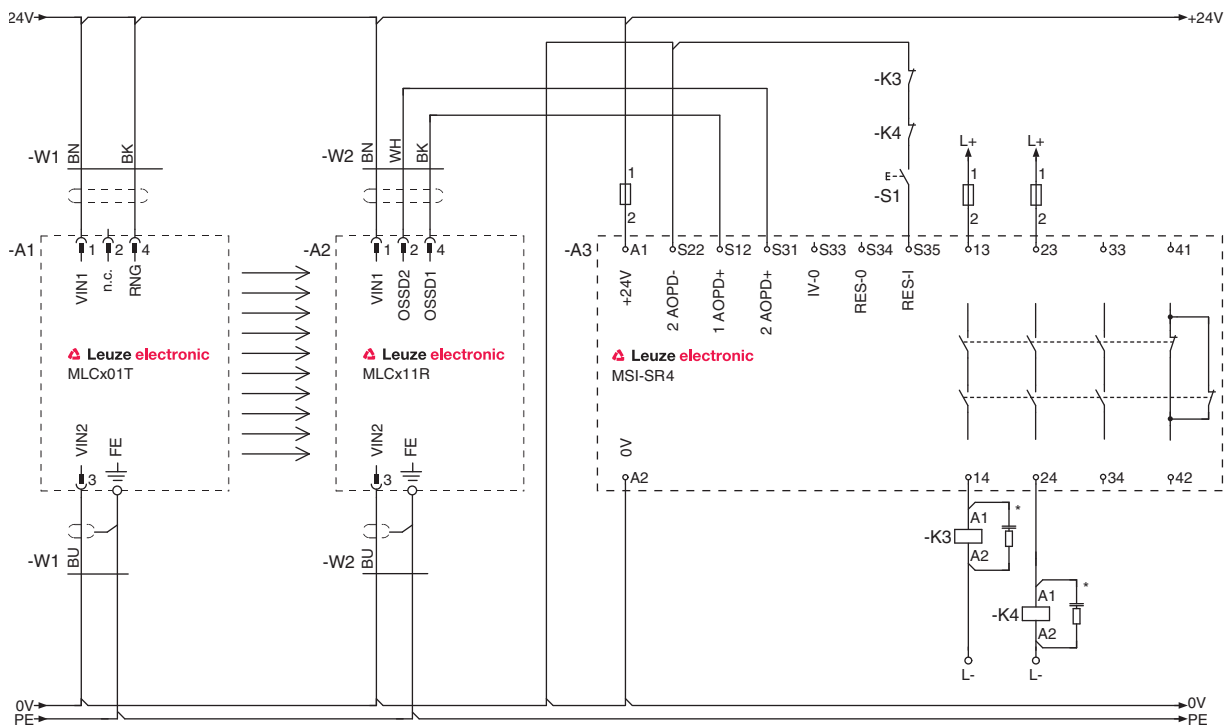 24V
+24V
-K3
-K4
-W1
BN
BK
-W2
BN
WH
BK
L+
L+
1
1
1
E
-S1
2
2
2
-A1
1
2
4
-A2
1
2
4
-A3
A1
S22
S12
S31
S33
S34
S35
13
23
33
41
VIN1
n.c.
RNG
VIN1
OSSD2
OSSD1
+24V
2 AOPD-
1 AOPD+
2 AOPD+
IV-0
RES-0
RES-I
Leuze electronic
MLCx01T
Leuze electronic
MLCx11R
Leuze electronic
MSI-SR4
VIN2
FE
VIN2
FE
0V
3
3
A2
14
24
34
42
*
A1
-K3
A2
-W1
BU
-W2
BU
*
A1
-K4
A2
L-
L-
0V
0V
PE
PE